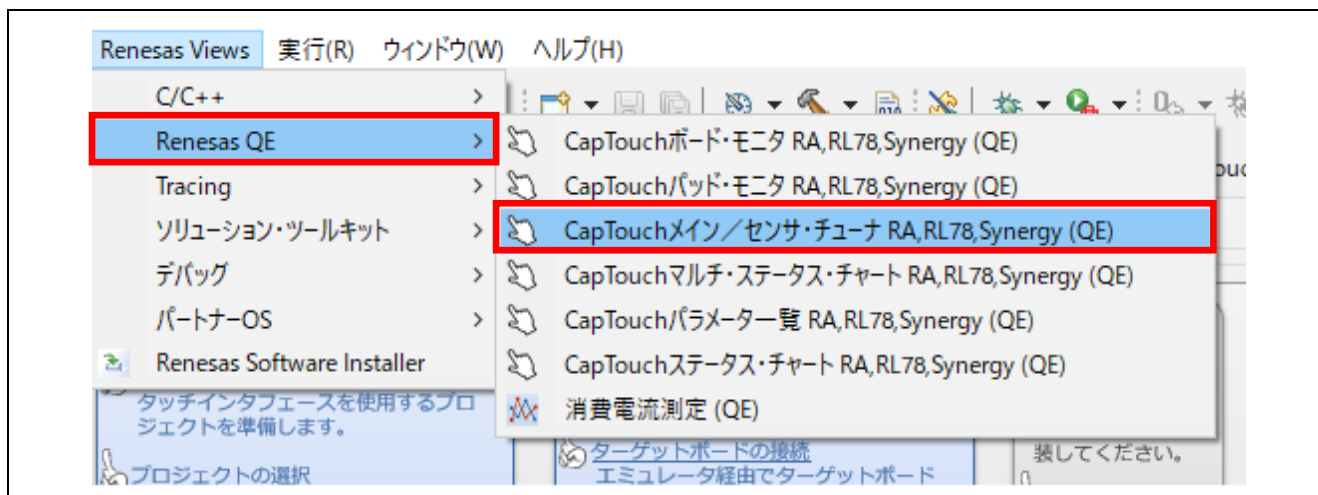 Renesas Views 実行(R) ウィンドウ(W) ヘルプ(H)
C/C++
Renesas QE
Tracing
ソリューション・ツールキット
デバッグ
パートナーOS
Renesas Software Installer
CapTouchボード・モニタ RA,RL78,Synergy (QE)
CapTouchパッド・モニタ RA,RL78,Synergy (QE)
CapTouchメイン／センサ・チューナ RA,RL78,Synergy (QE)
CapTouchマルチ・ステータス・チャート RA,RL78,Synergy (QE)
CapTouchパラメーター覧 RA,RL78,Synergy (QE)
CapTouchステータス・チャート RA,RL78,Synergy (QE)
消費電流測定 (QE)
タッチインタフェースを使用するプロ
ジェクトを準備します。
プロジェクトの選択
ターゲットボードの接続
エミュレータ経由でターゲットボード
装してください。